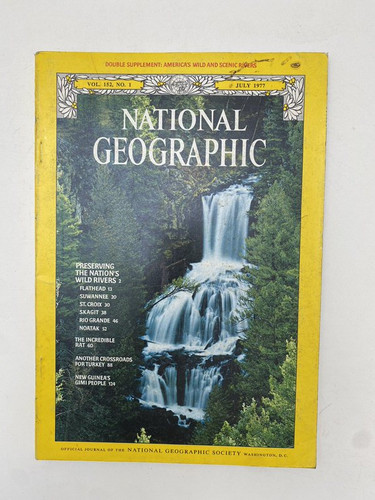 DOUBLE SUPPLEMENT: AMERICA'S WILD AND SCENIC RIVERS
VOL. 152, NO. 1
JULY 1977
NATIONAL
GEOGRAPHIC
PRESERVING
THE NATION'S
WILD RIVERS 2
FLATHEAD 13
SUWANNEE 20
ST. CROIX 30
SKAGIT 38
RIO GRANDE 46
NOATAK 52
THE INCREDIBLE
RAT 60
ANOTHER CROSSROADS
FOR TURKEY 88
NEW GUINEA'S
GIMI PEOPLE 124
OFFICIAL JOURNAL OF THE NATIONAL GEOGRAPHIC SOCIETY WASHINGTON, D.C.